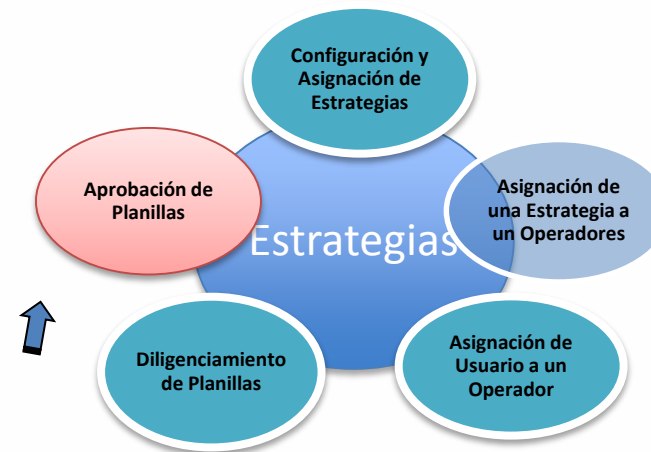 Configuración y
Asignación de
Estrategias
Aprobación de
Planillas
Asignación de
una Estrategia a
un Operadores
Estrategias
Diligenciamiento
de Planillas
Asignación de
Usuario a un
Operador